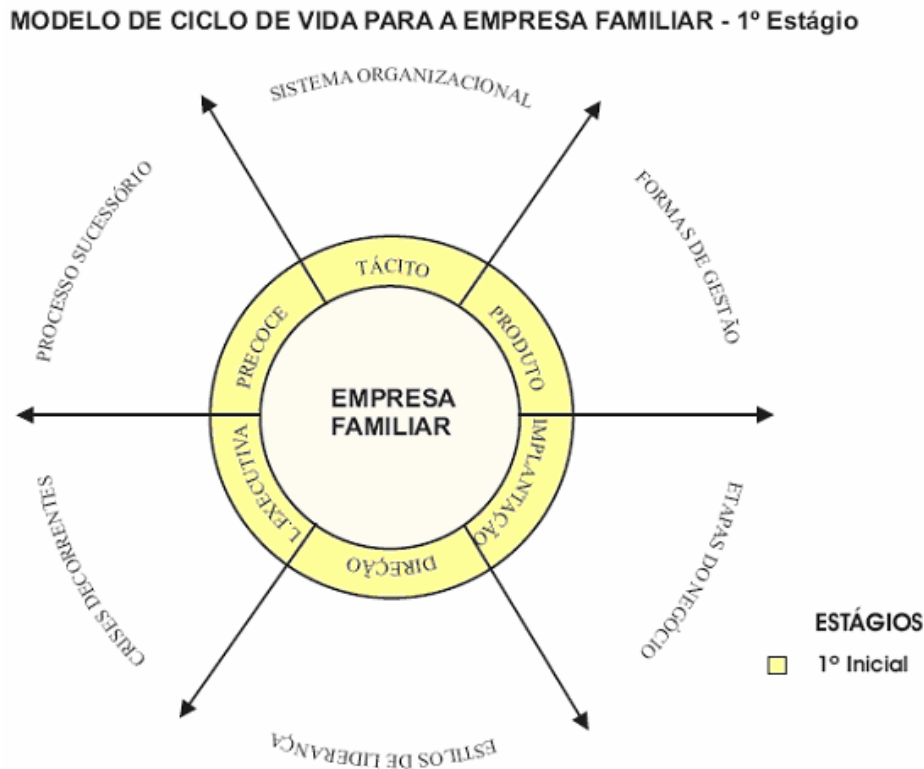 MODELO DE CICLO DE VIDA PARA A EMPRESA FAMILIAR - 1º Estágio
SISTEMA ORGANIZACIONAL
FORMAS DE GESTÃO
ETAPAS DO NEGÓCIO
ESTILOS DE LIDERANÇA
CRISES DECORRENTES
PROCESSO SUCESSÓRIO
TÁCITO
PRODUTO
IMPLANTAÇÃO
DIREÇÃO
L.EXECUTIVA
PRECOCE
EMPRESA
FAMILIAR
ESTÁGIOS
1º Inicial